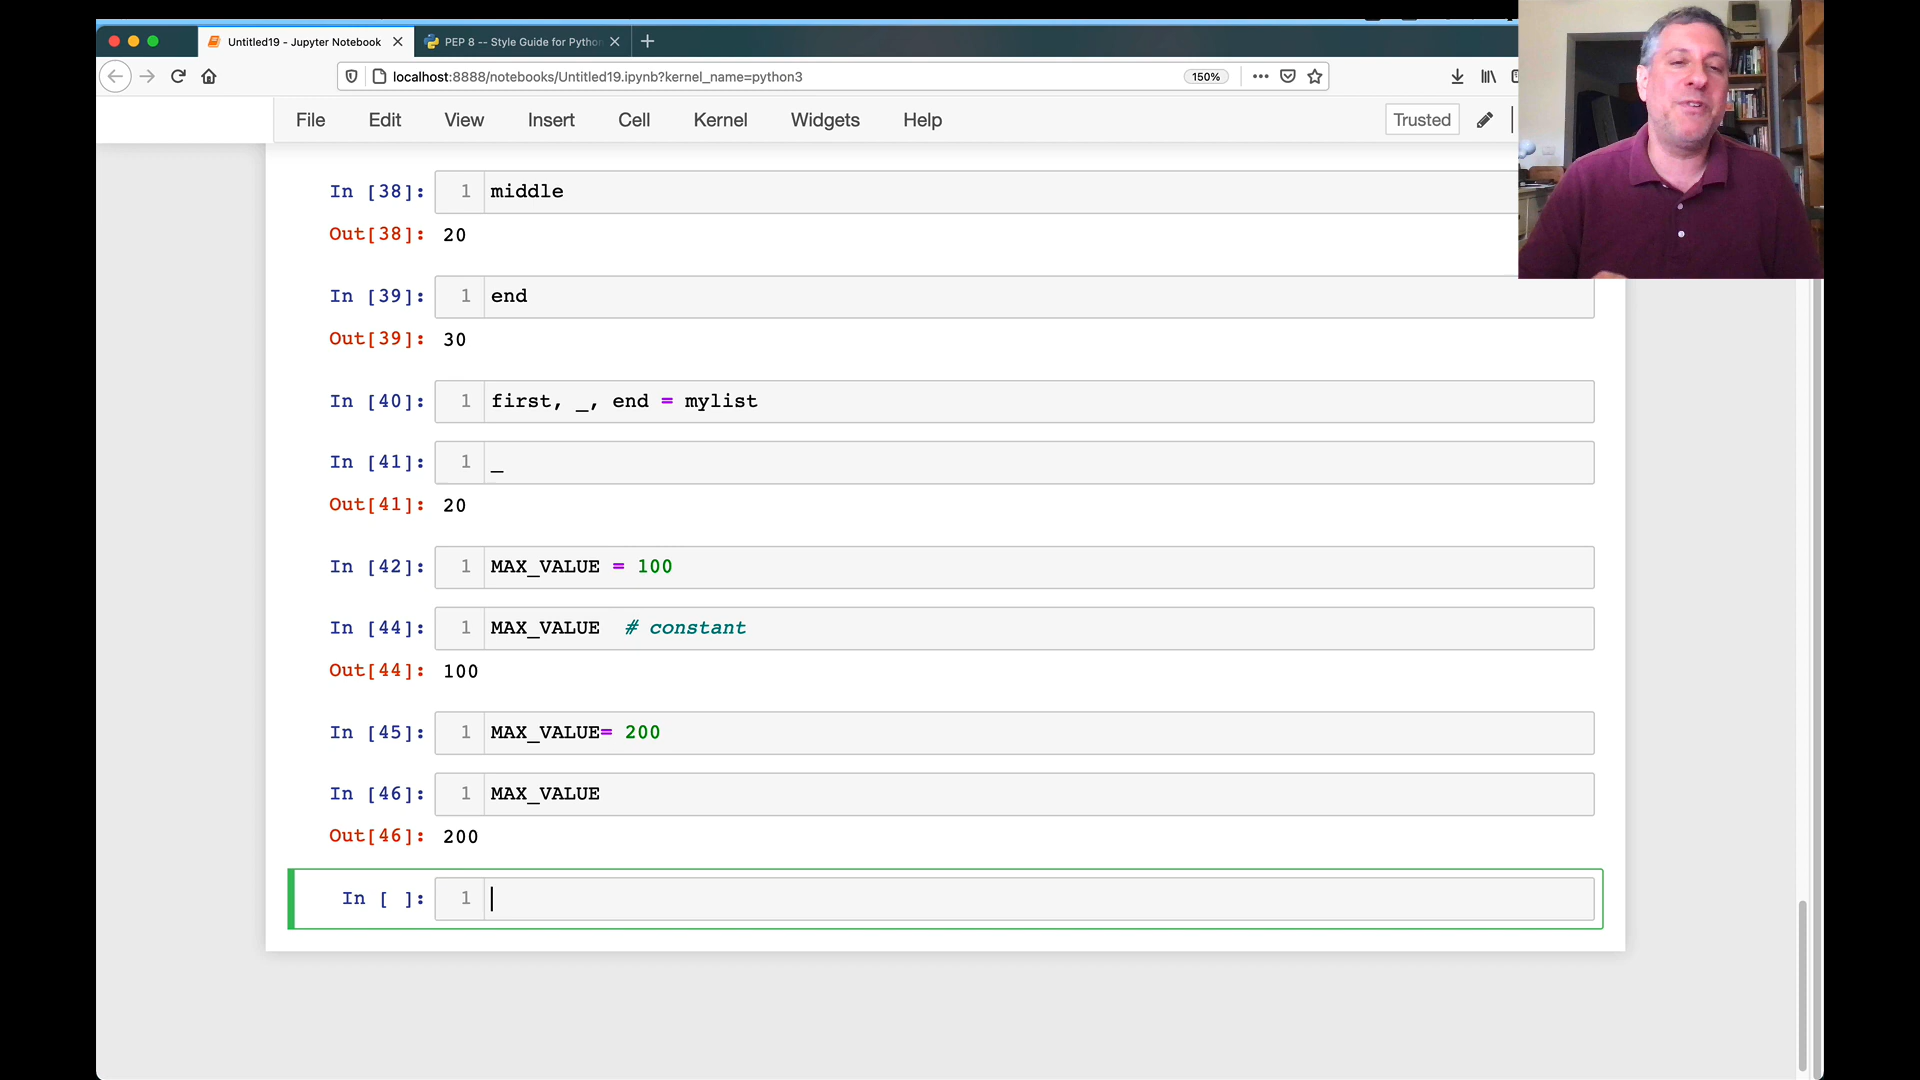 Untitled19 - Jupyter Notebook
PEP 8 -- Style Guide for Pytho
localhost:8888/notebooks/Untitled19.ipynb?kernel_name=python3
150%
File Edit View Insert Cell Kernel Widgets Help
Trusted
In [38]: 1 middle
Out[38]: 20
In [39]: 1 end
Out[39]: 30
In [40]: 1 first, _, end = mylist
In [41]: 1 _
Out[41]: 20
In [42]: 1 MAX_VALUE = 100
In [44]: 1 MAX_VALUE  # constant
Out[44]: 100
In [45]: 1 MAX_VALUE= 200
In [46]: 1 MAX_VALUE
Out[46]: 200
In [ ]: 1